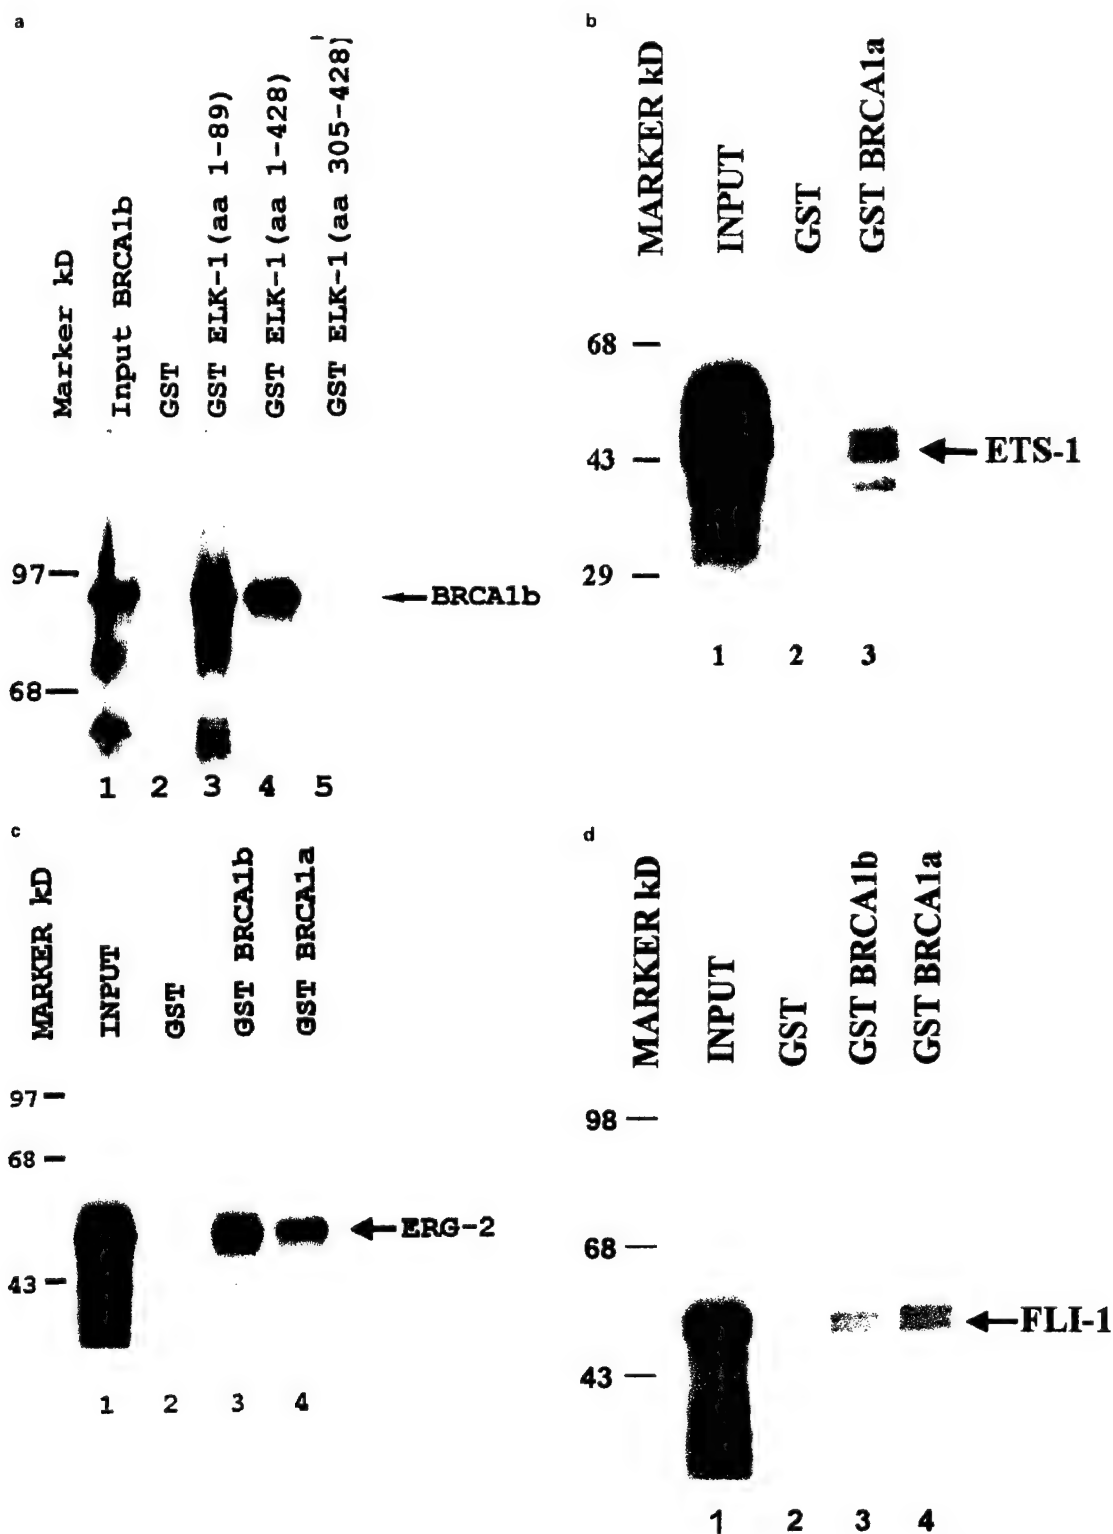 a
Marker kD
Input BRCA1b
GST
GST ELK-1(aa 1-89)
GST ELK-1(aa 1-428)
GST ELK-1(aa 305-428)
97
68
BRCA1b
1 2 3 4 5
b
MARKER kD
INPUT
GST
GST BRCA1a
68
43
29
ETS-1
1 2 3
c
MARKER kD
INPUT
GST
GST BRCA1b
GST BRCA1a
97
68
43
ERG-2
1 2 3 4
d
MARKER kD
INPUT
GST
GST BRCA1b
GST BRCA1a
98
68
43
FLI-1
1 2 3 4